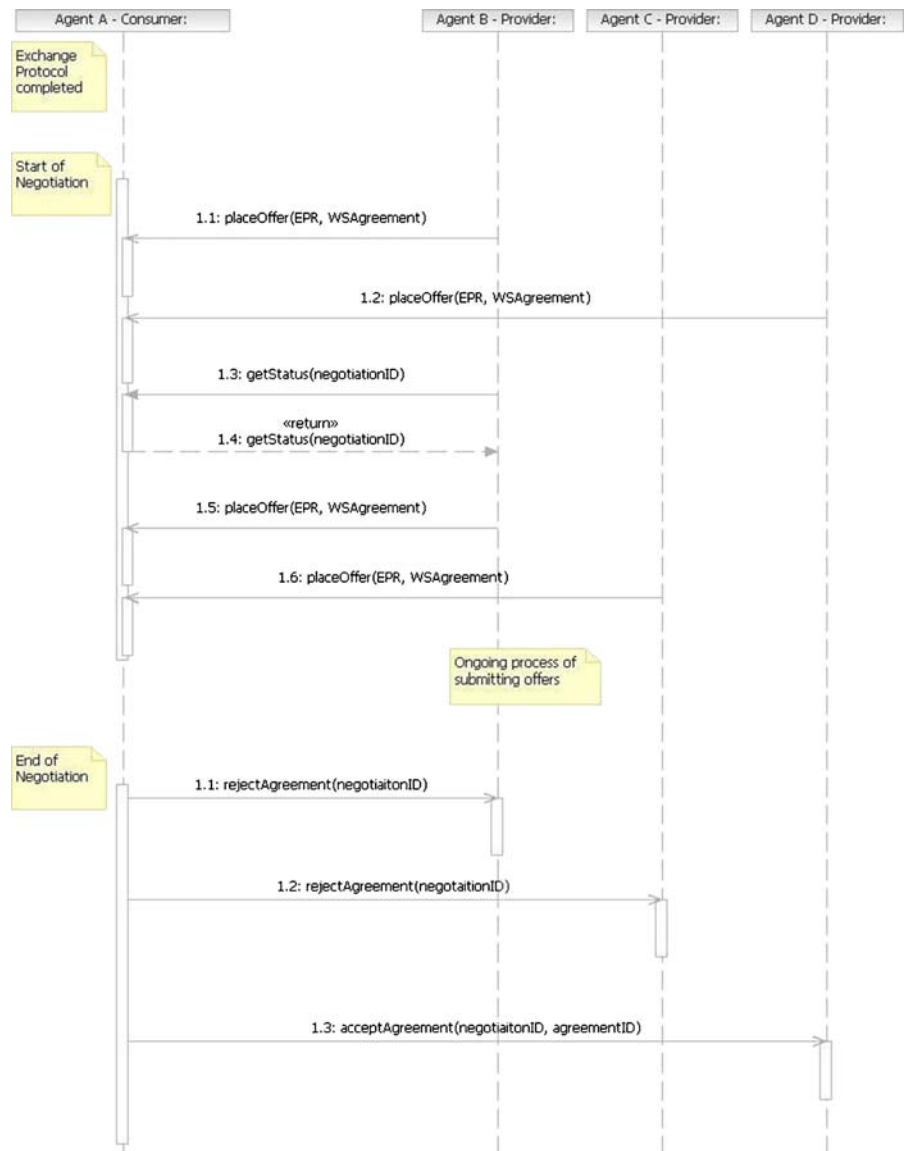 Agent A - Consumer:
Agent B - Provider:
Agent C - Provider:
Agent D - Provider:
Exchange
Protocol
completed
Start of
Negotiation
1.1: placeOffer(EPR, WSAgreement)
1.2: placeOffer(EPR, WSAgreement)
1.3: getStatus(negotiationID)
«return»
1.4: getStatus(negotiationID)
1.5: placeOffer(EPR, WSAgreement)
1.6: placeOffer(EPR, WSAgreement)
Ongoing process of
submitting offers
End of
Negotiation
1.1: rejectAgreement(negotiaitonID)
1.2: rejectAgreement(negotaitionID)
1.3: acceptAgreement(negotiaitonID, agreementID)